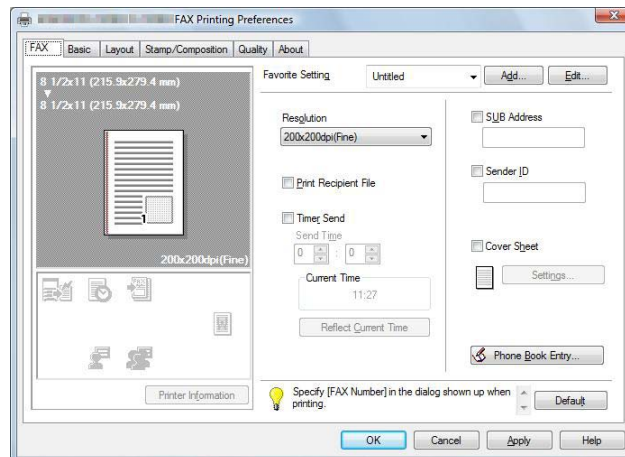 FAX Printing Preferences
FAX Basic Layout Stamp/Composition Quality About
8 1/2x11 (215.9x279.4 mm)
8 1/2x11 (215.9x279.4 mm)
1
200x200dpi(Fine)
Printer Information
Favorite Setting Untitled Add... Edit...
Resolution
200x200dpi(Fine)
Print Recipient File
Timer Send
Send Time
0 : 0
Current Time
11:27
Reflect Current Time
SUB Address
Sender ID
Cover Sheet
Settings...
Phone Book Entry...
Specify [FAX Number] in the dialog shown up when
printing.
Default
OK Cancel Apply Help